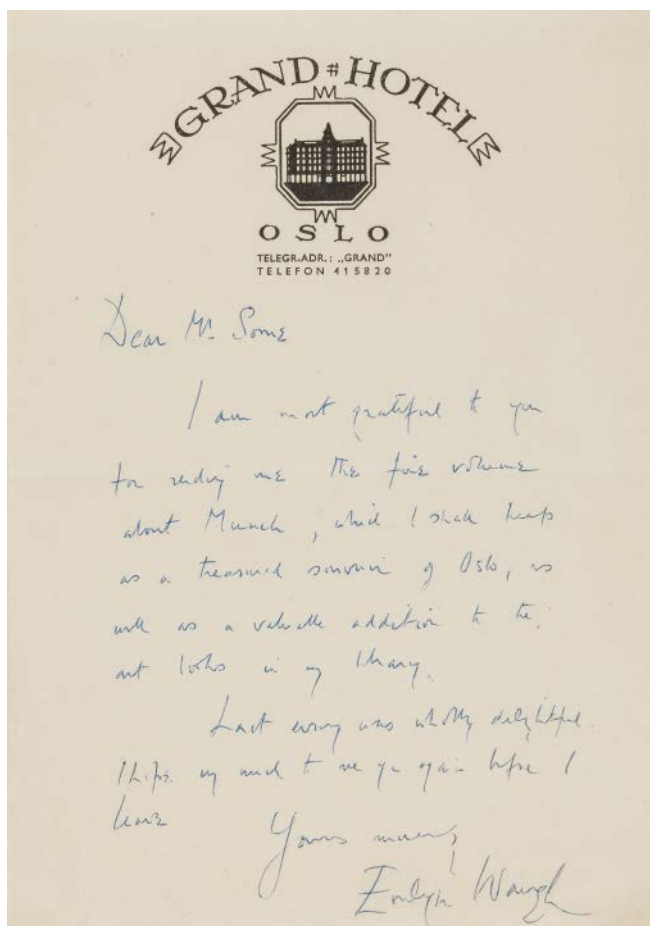 GRAND # HOTEL
OSLO
TELEGR.ADR.: „GRAND"
TELEFON 415820
Dear Mr. Some
I am most grateful to you
for sending me the fine volume
about Munch, which I shall keep
as a treasured souvenir of Oslo, as
well as a valuable addition to the
art books in my library.
Last evening was wholly delightful.
I hope very much to see you again before I
leave
Yours sincerely
Evelyn Waugh